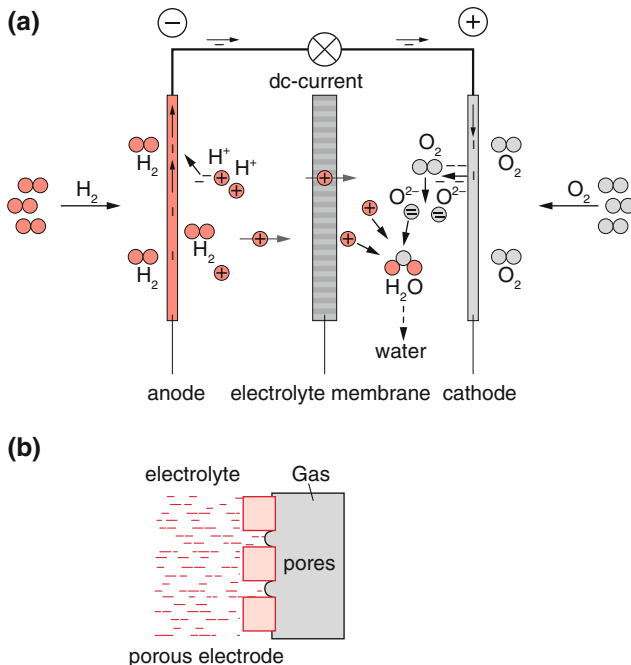 (a)
−
+
dc-current
H₂
H⁺
H⁺
O₂
O₂
H₂
O₂
O²⁻
O²⁻
H₂
H₂
O₂
H₂O
water
anode
electrolyte membrane
cathode
(b)
electrolyte
Gas
pores
porous electrode